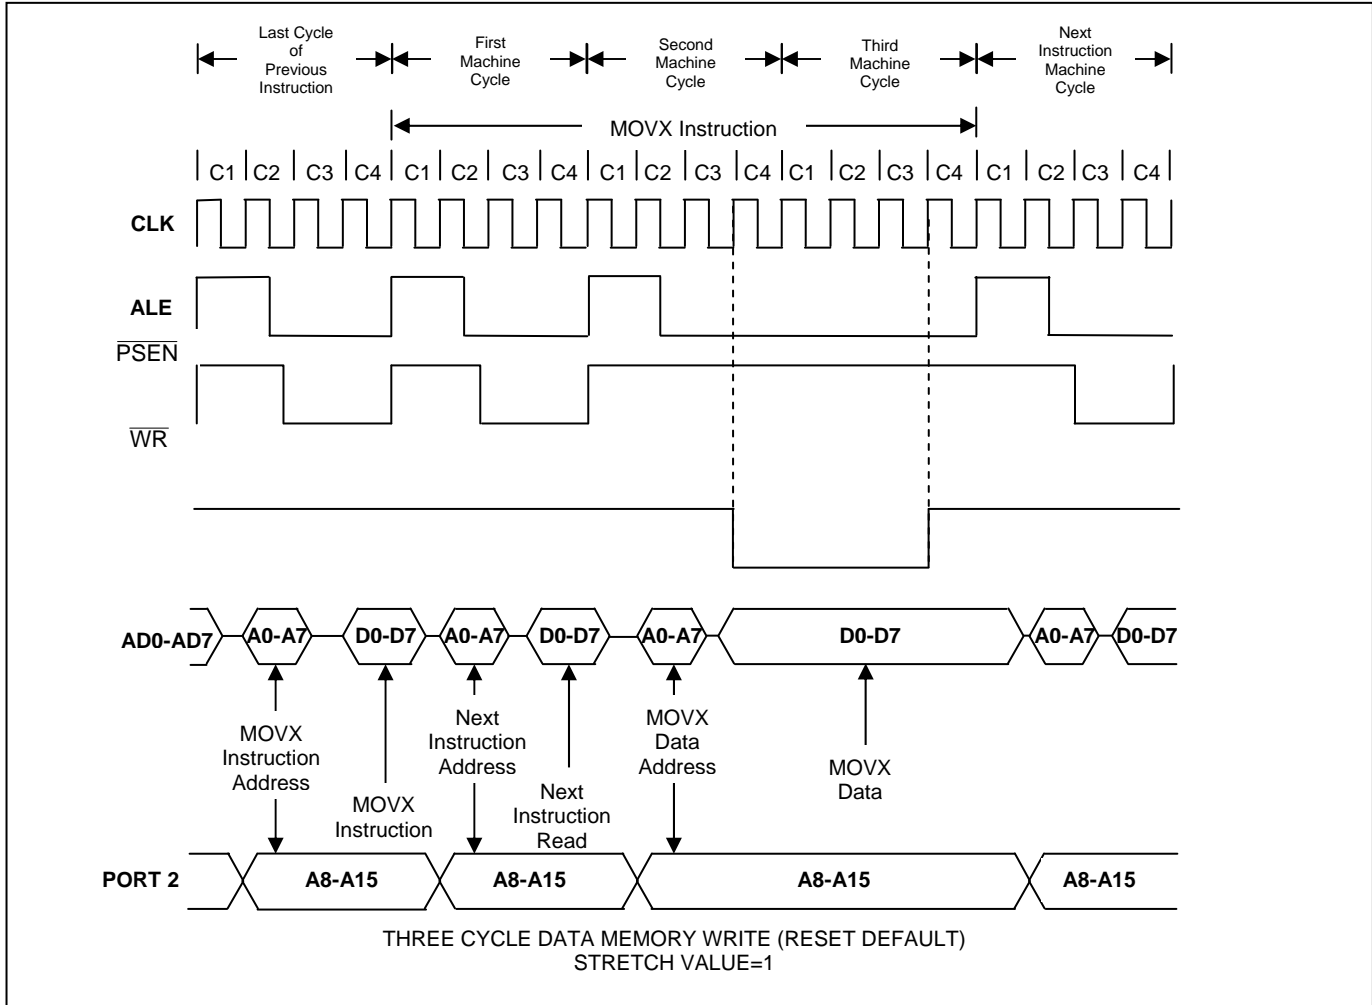 Last Cycle
of
Previous
Instruction
First
Machine
Cycle
Second
Machine
Cycle
Third
Machine
Cycle
Next
Instruction
Machine
Cycle
MOVX Instruction
C1 C2 C3 C4 C1 C2 C3 C4 C1 C2 C3 C4 C1 C2 C3 C4 C1 C2 C3 C4
CLK
ALE
PSEN
WR
AD0-AD7 A0-A7 D0-D7 A0-A7 D0-D7 A0-A7 D0-D7 A0-A7 D0-D7
MOVX
Instruction
Address
MOVX
Instruction
Next
Instruction
Address
Next
Instruction
Read
MOVX
Data
Address
MOVX
Data
PORT 2 A8-A15 A8-A15 A8-A15 A8-A15
THREE CYCLE DATA MEMORY WRITE (RESET DEFAULT)
STRETCH VALUE=1